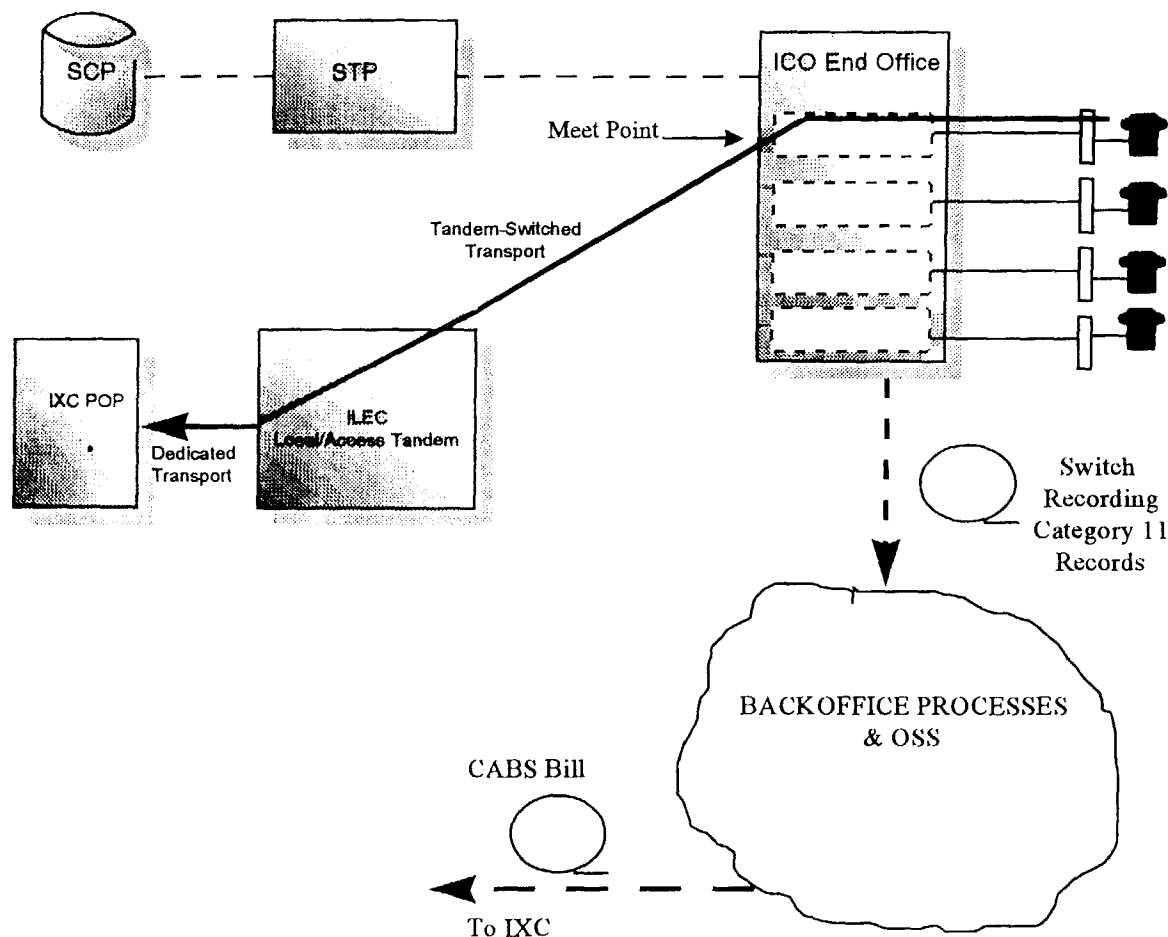 SCP
STP
ICO End Office
Meet Point
Tandem-Switched
Transport
IXC POP
ILEC
Local/Access Tandem
Dedicated
Transport
Switch
Recording
Category 11
Records
BACKOFFICE PROCESSES
& OSS
CABS Bill
To IXC